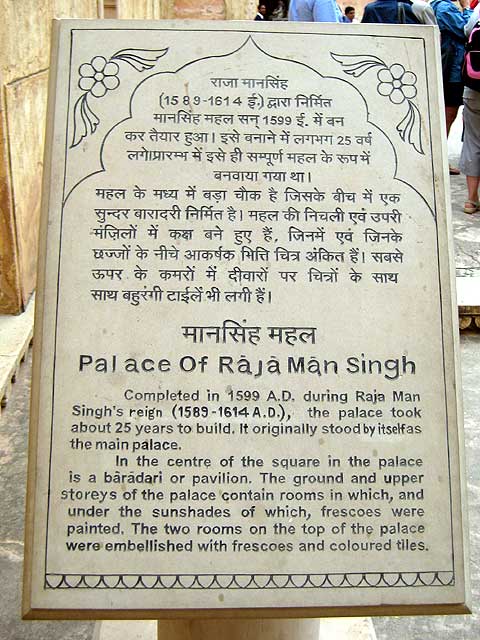 राजा मानसिंह
(1589-1614 ई.) द्वारा निर्मित
मानसिंह महल सन् 1599 ई. में बन
कर तैयार हुआ। इसे बनाने में लगभग 25 वर्ष
लगे।प्रारम्भ में इसे ही सम्पूर्ण महल के रूप में
बनवाया गया था।
महल के मध्य में बड़ा चौक है जिसके बीच में एक
सुन्दर बारादरी निर्मित है। महल की निचली एवं उपरी
मंज़िलों में कक्ष बने हुए हैं, जिनमें एवं जिनके
छज्जों के नीचे आकर्षक भित्ति चित्र अंकित हैं। सबसे
ऊपर के कमरों में दीवारों पर चित्रों के साथ
साथ बहुरंगी टाईलें भी लगी हैं।
मानसिंह महल
Palace Of Rājā Mān Singh
Completed in 1599 A.D. during Raja Man
Singh's reign (1589-1614 A.D.), the palace took
about 25 years to build. It originally stood by itself as
the main palace.
In the centre of the square in the palace
is a bārādari or pavilion. The ground and upper
storeys of the palace contain rooms in which, and
under the sunshades of which, frescoes were
painted. The two rooms on the top of the palace
were embellished with frescoes and coloured tiles.